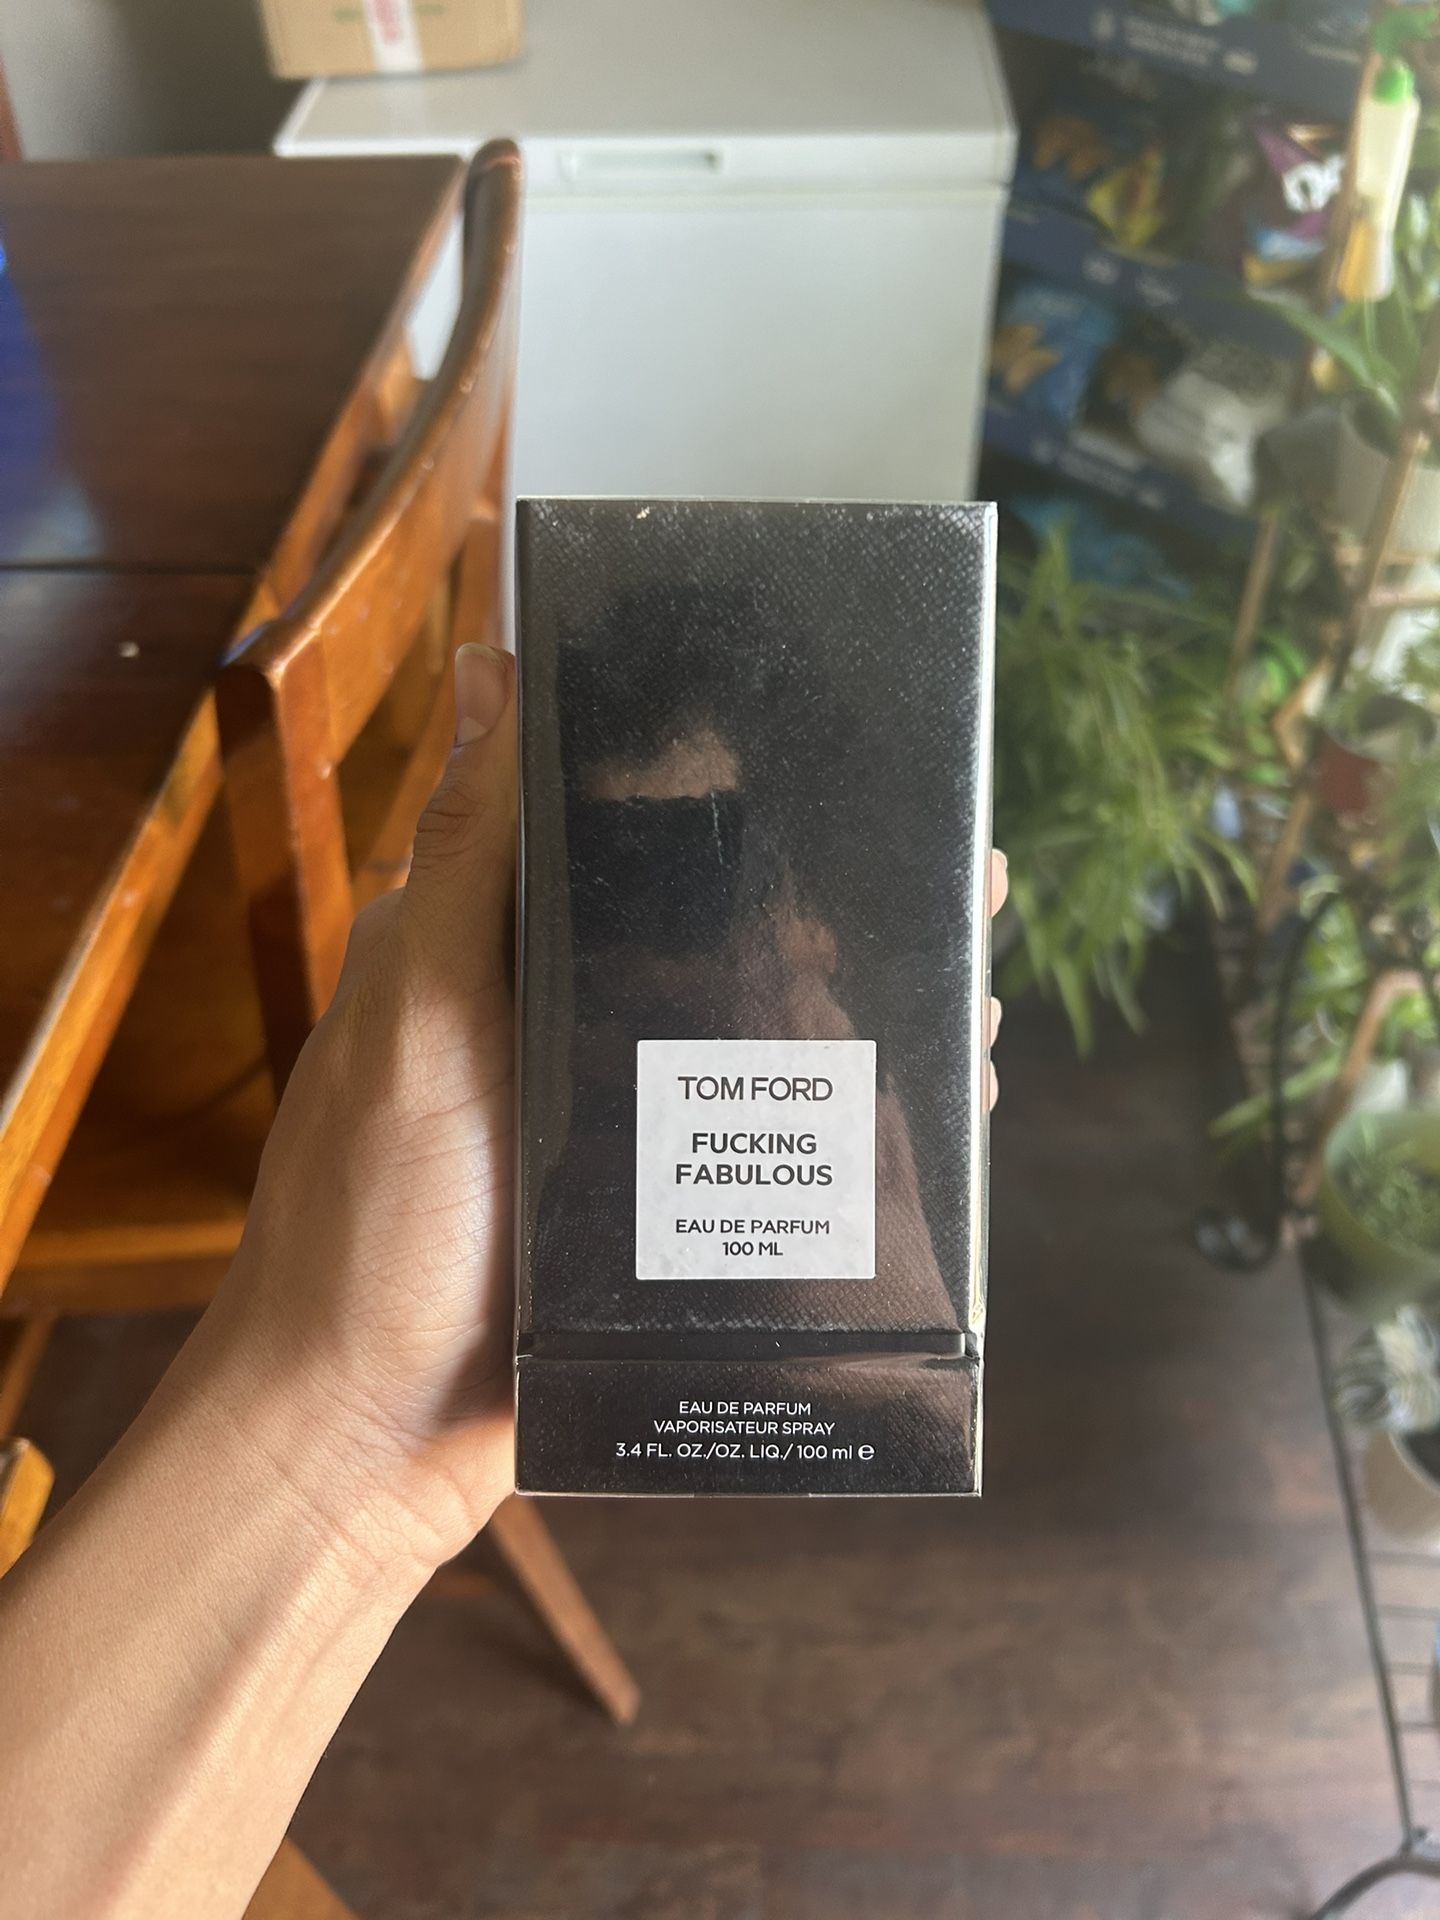 TOM FORD
FUCKING
FABULOUS
EAU DE PARFUM
100 ML
EAU DE PARFUM
VAPORISATEUR SPRAY
3.4 FL. OZ./OZ. LIQ./ 100 ml ℮